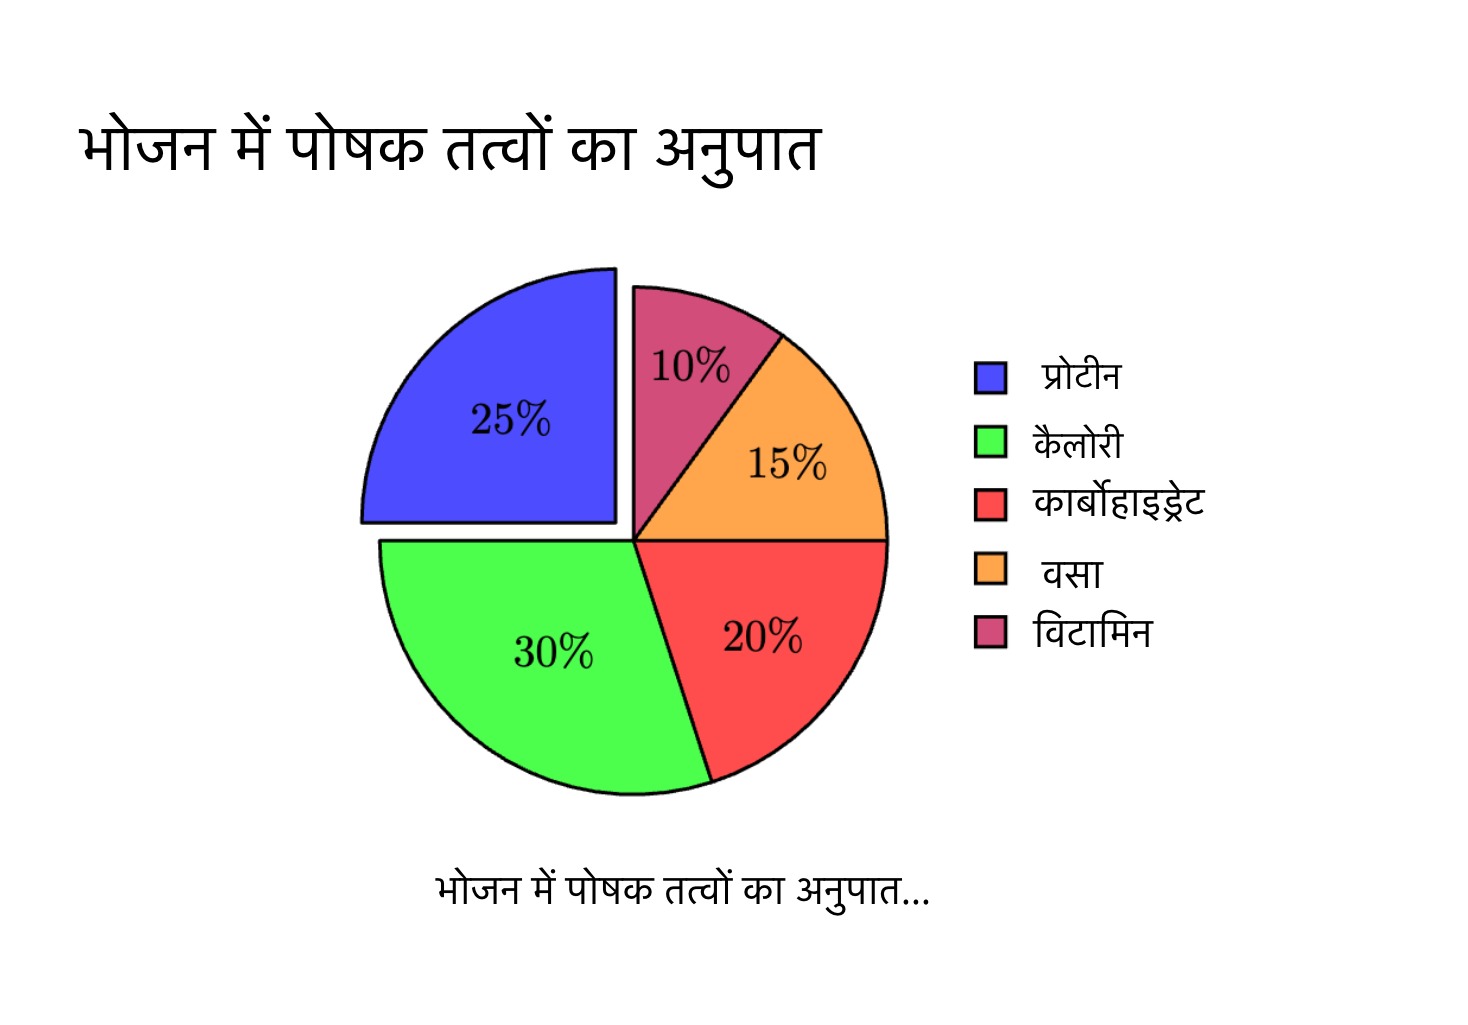 भोजन में पोषक तत्वों का अनुपात
10%
25%
15%
30%
20%
प्रोटीन
कैलोरी
कार्बोहाइड्रेट
वसा
विटामिन
भोजन में पोषक तत्वों का अनुपात...